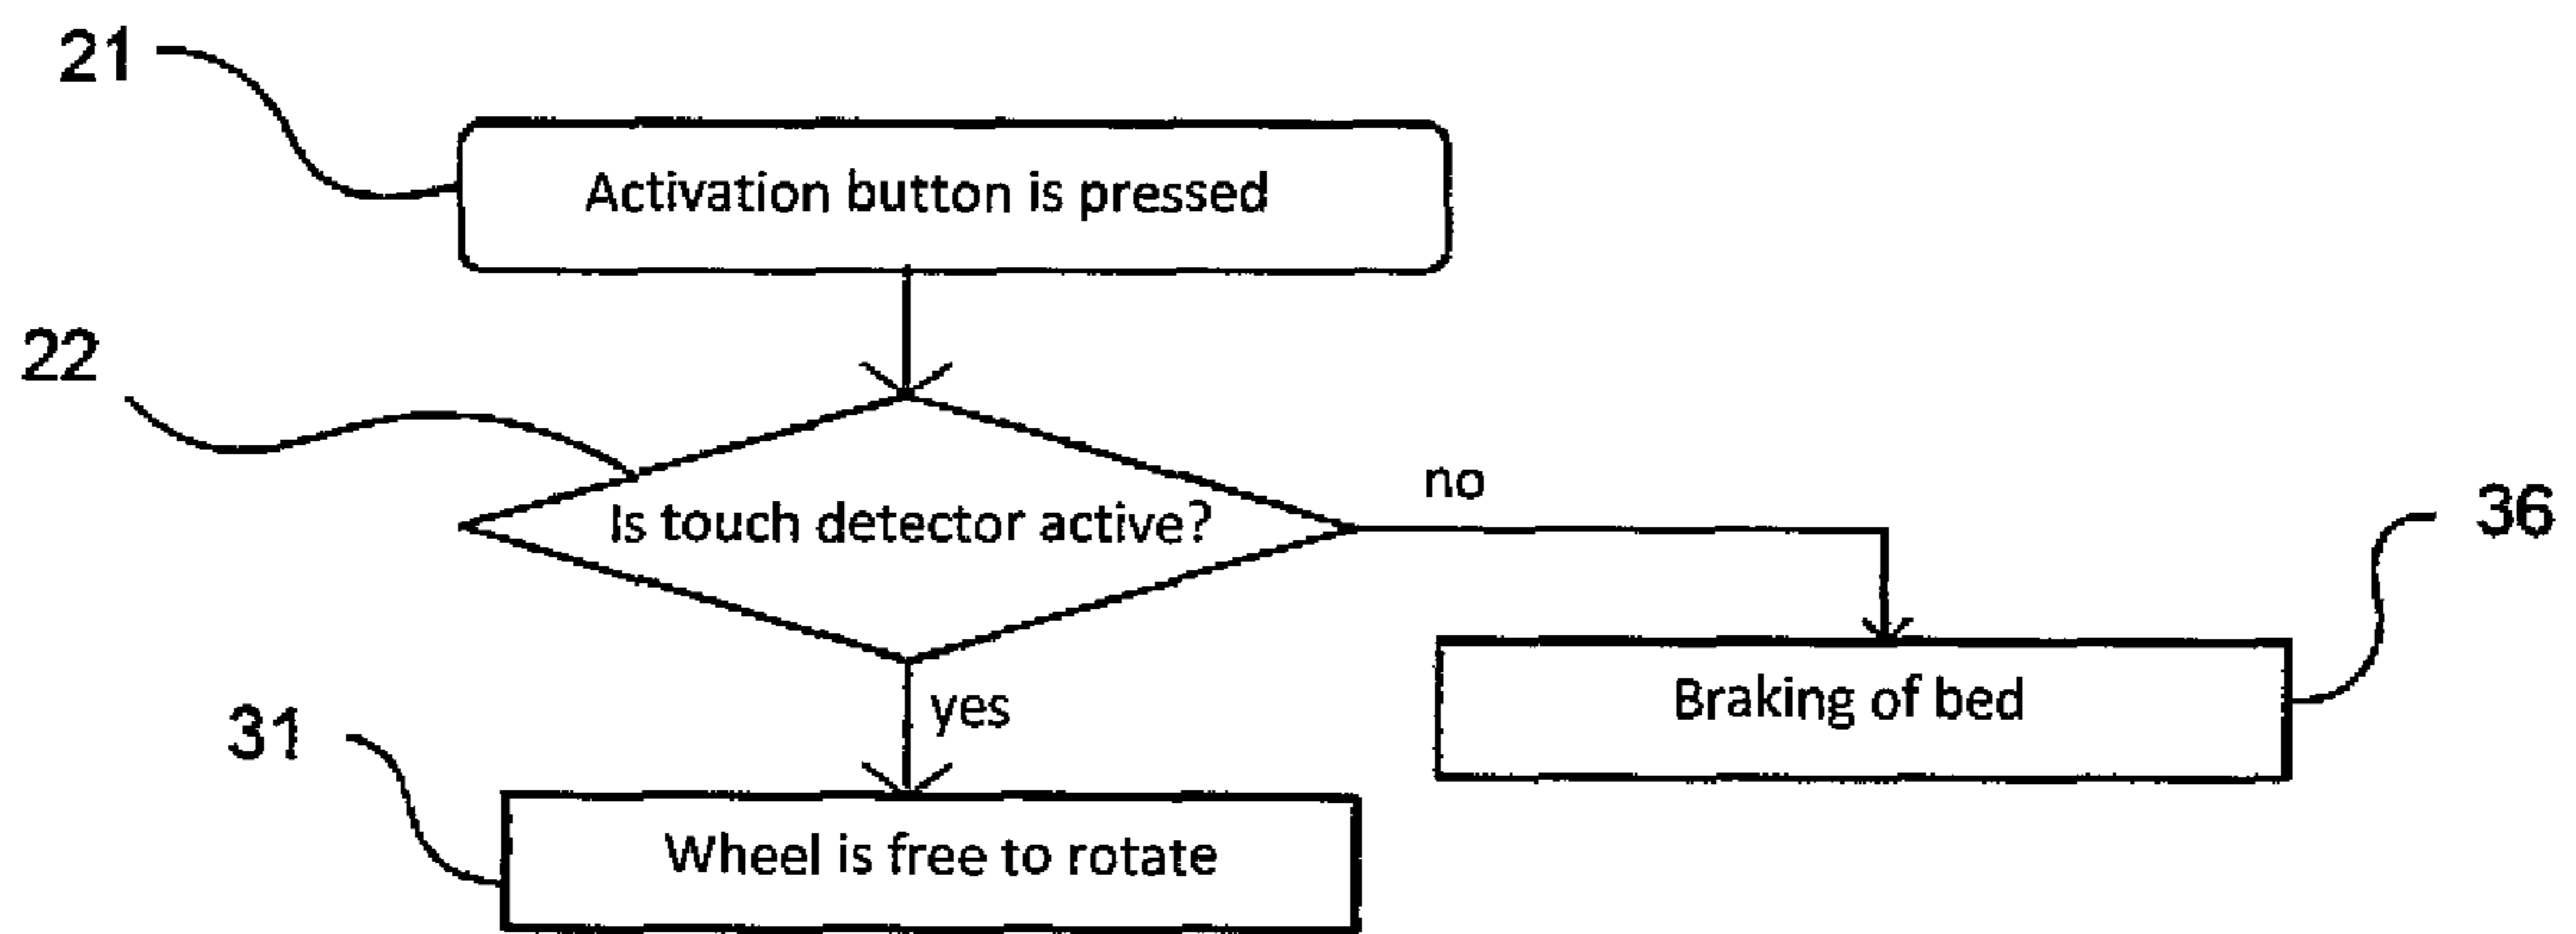 21
Activation button is pressed
22
Is touch detector active?
no
36
yes
Braking of bed
31
Wheel is free to rotate